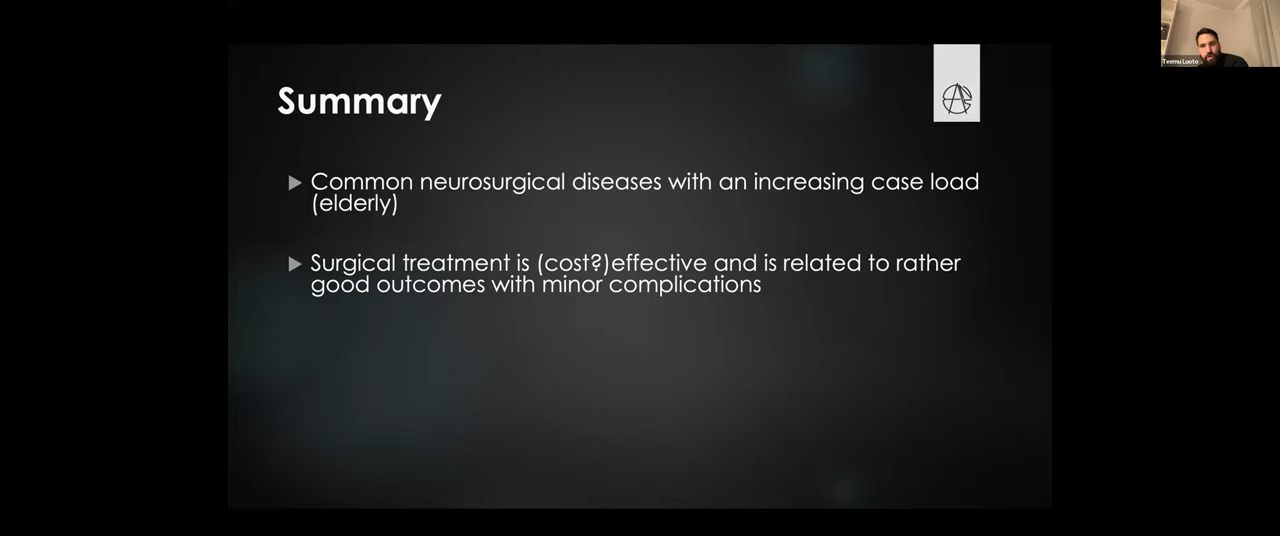 Summary
Common neurosurgical diseases with an increasing case load
(elderly)
Surgical treatment is (cost?)effective and is related to rather
good outcomes with minor complications
Teemu Luoto